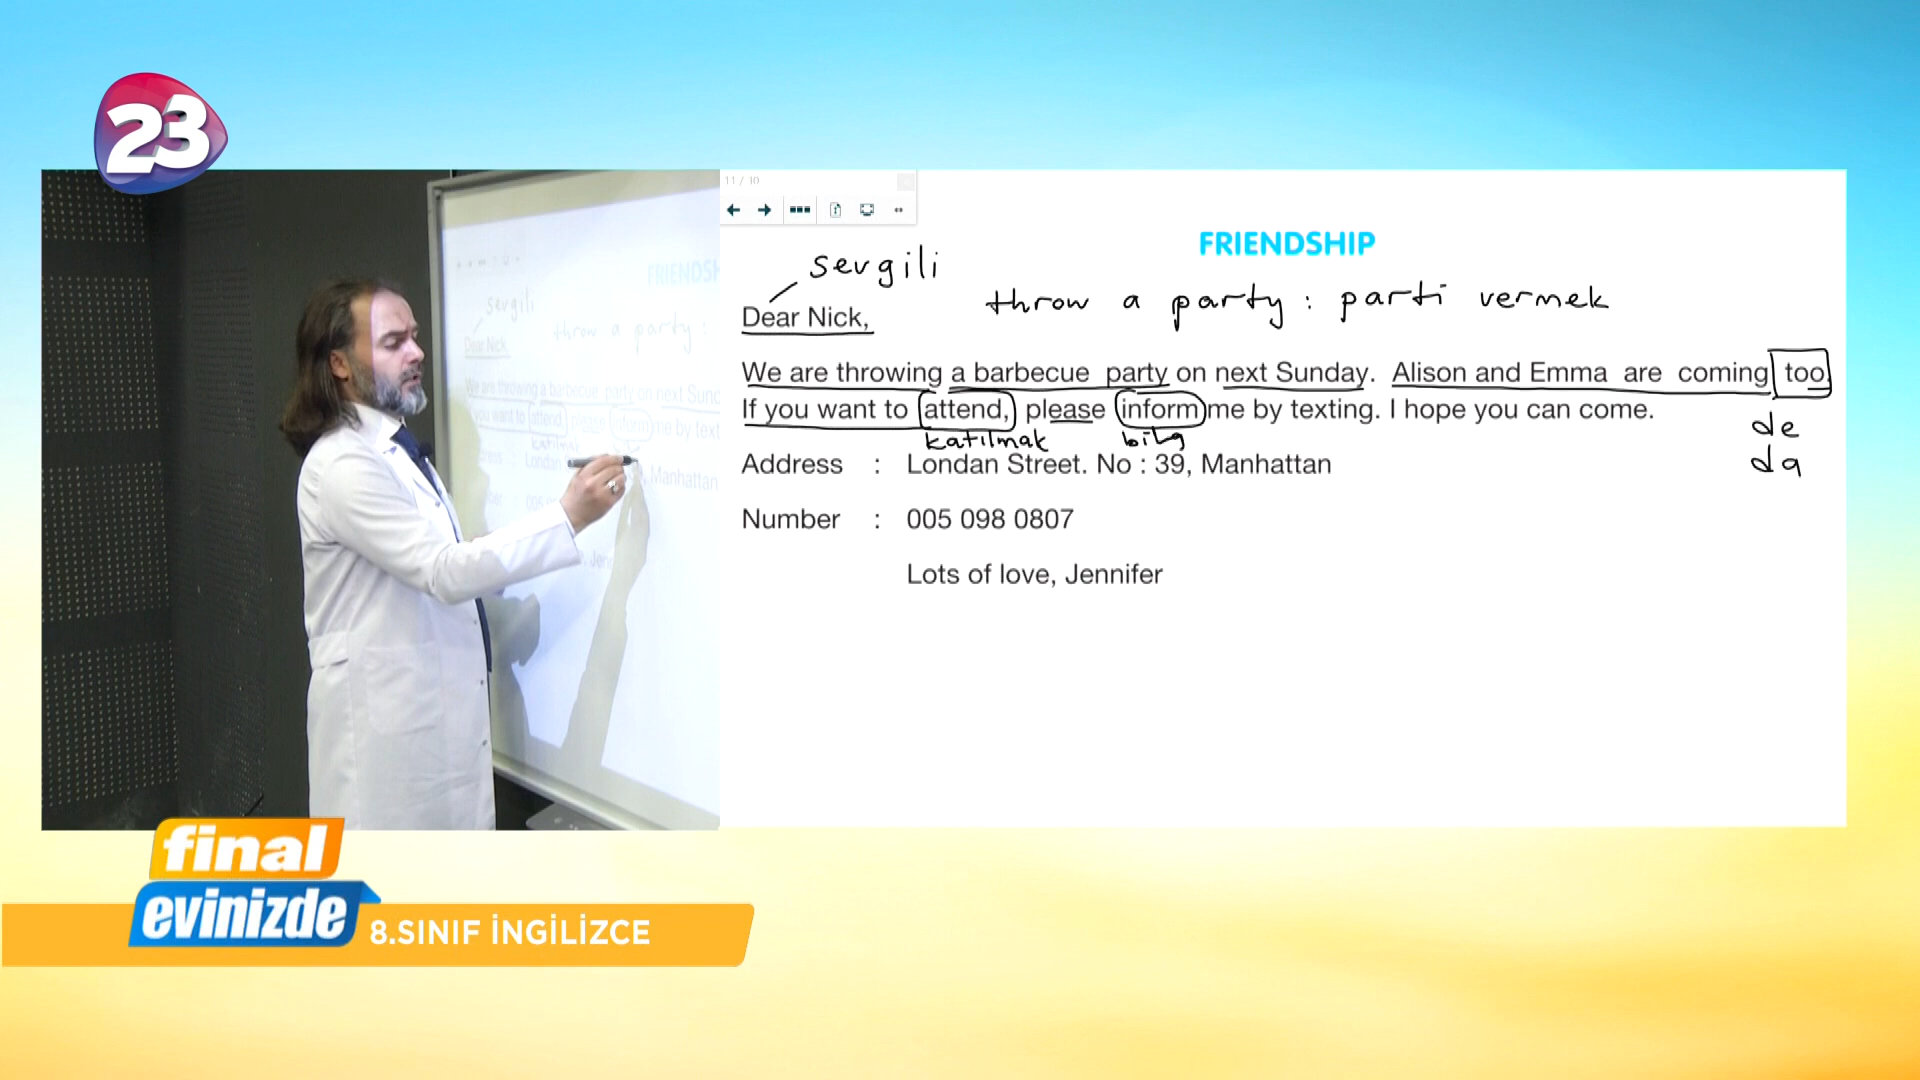 23
11 / 10
FRIENDSHIP
sevgili
throw a party : parti vermek
Dear Nick,
We are throwing a barbecue party on next Sunday. Alison and Emma are coming too
If you want to attend, please inform me by texting. I hope you can come.
de
katılmak bilg
da
Address : Londan Street. No : 39, Manhattan
Number : 005 098 0807
Lots of love, Jennifer
final
evinizde
8.SINIF İNGİLİZCE